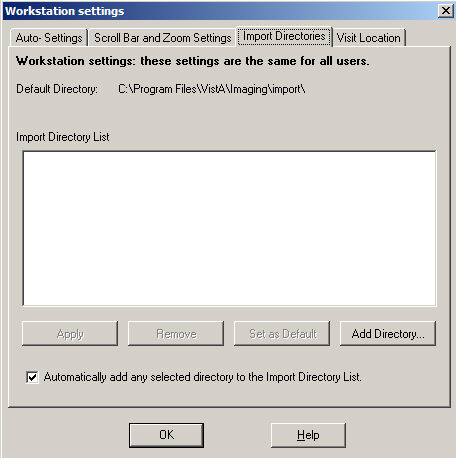 Workstation settings
Auto- Settings Scroll Bar and Zoom Settings Import Directories Visit Location
Workstation settings: these settings are the same for all users.
Default Directory: C:\Program Files\VistA\Imaging\import\
Import Directory List
Apply Remove Set as Default Add Directory...
Automatically add any selected directory to the Import Directory List.
OK Help